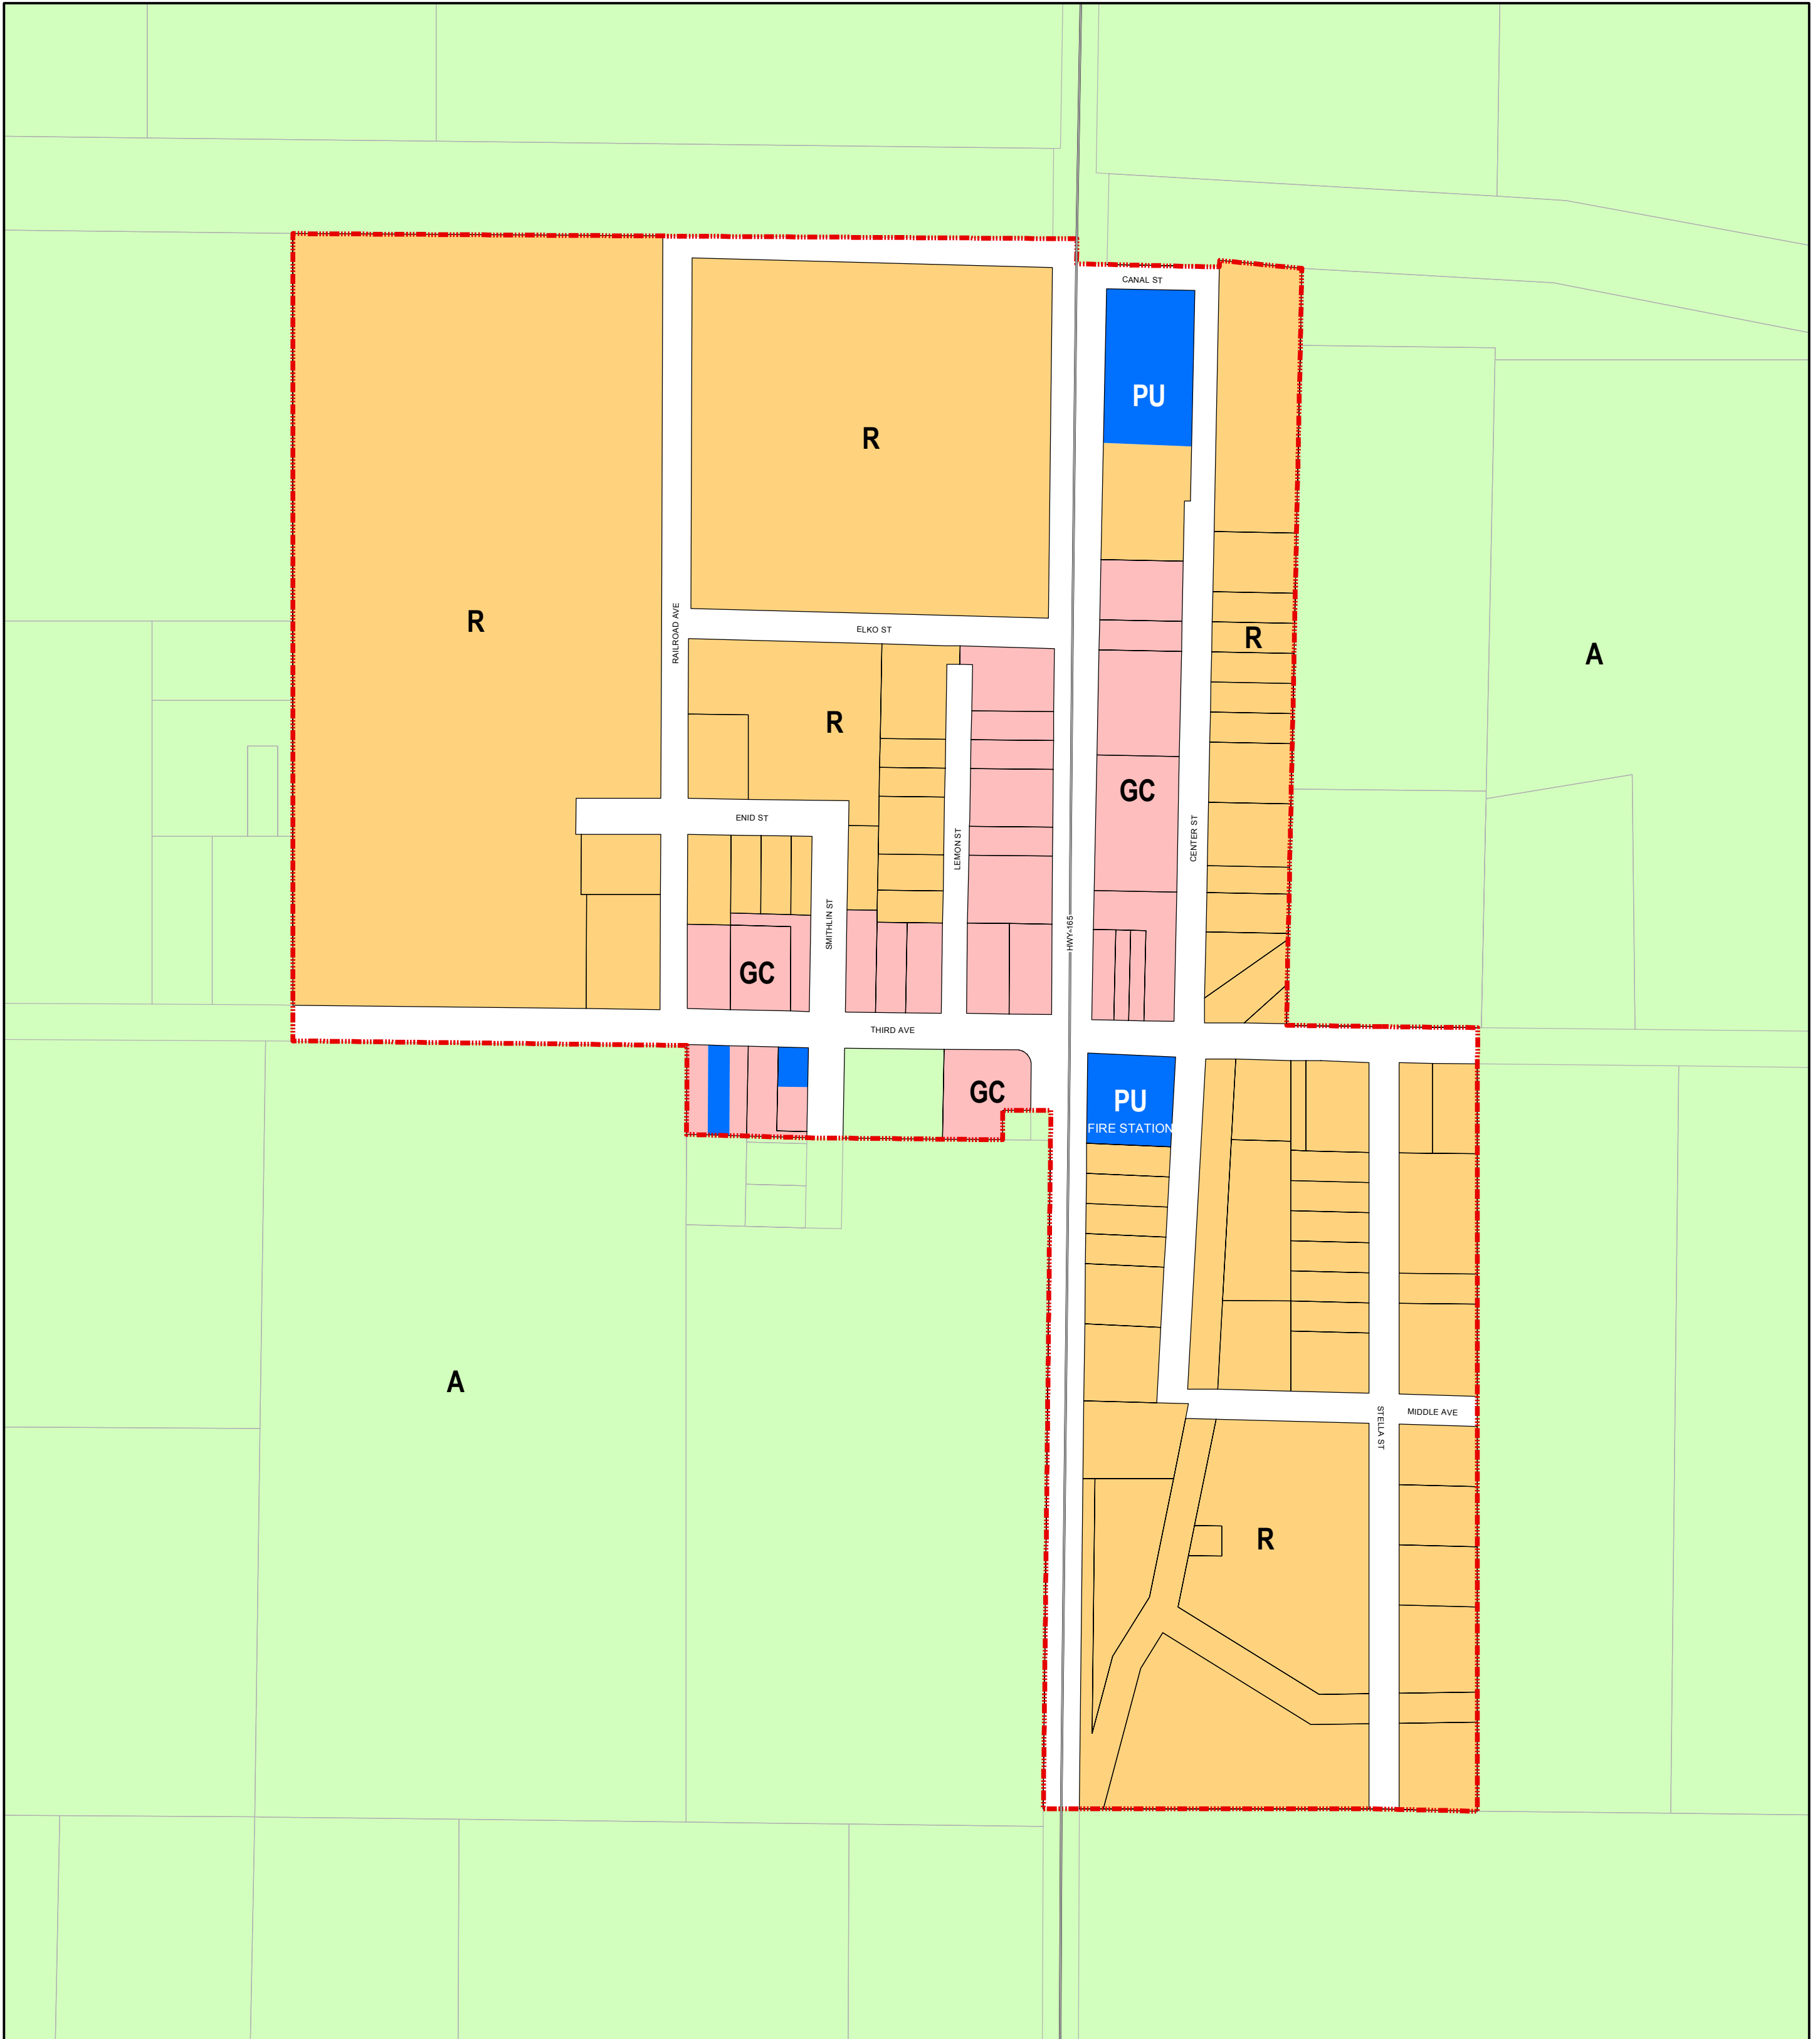 CANAL ST
PU
R
R
ELKO ST
RAILROAD AVE
R
R
A
R
GC
ENID ST
CENTER ST
LEMON ST
SMITHLIN ST
HWY-165
GC
THIRD AVE
GC
PU
FIRE STATION
A
MIDDLE AVE
STELLA ST
R